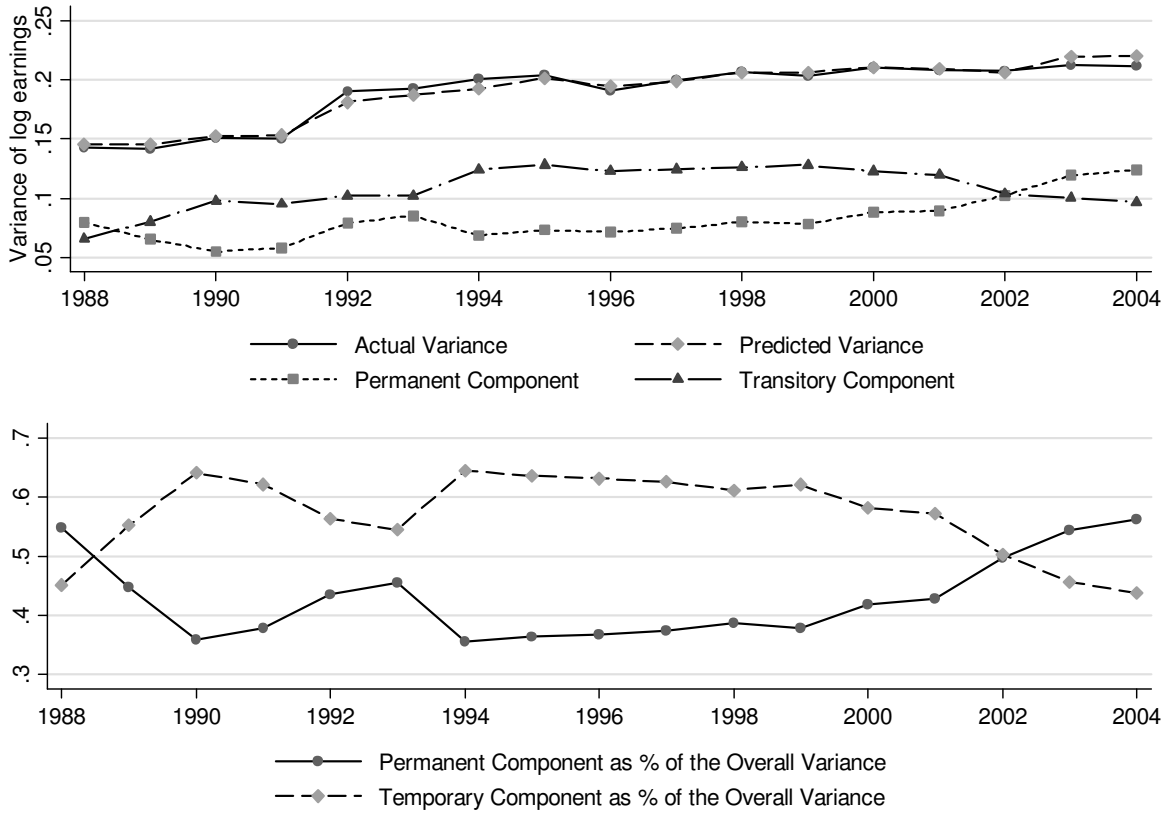 Variance of log earnings
.25
.2
.15
.1
.05
1988 1990 1992 1994 1996 1998 2000 2002 2004
Actual Variance Predicted Variance
Permanent Component Transitory Component
.7
.6
.5
.4
.3
1988 1990 1992 1994 1996 1998 2000 2002 2004
Permanent Component as % of the Overall Variance
Temporary Component as % of the Overall Variance